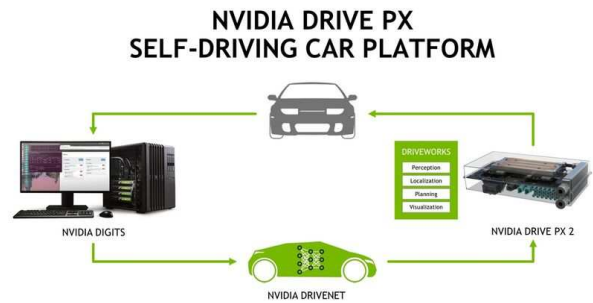 NVIDIA DRIVE PX
SELF-DRIVING CAR PLATFORM
DRIVEWORKS
Perception
Localization
Planning
Visualization
NVIDIA DIGITS
NVIDIA DRIVE PX 2
NVIDIA DRIVENET